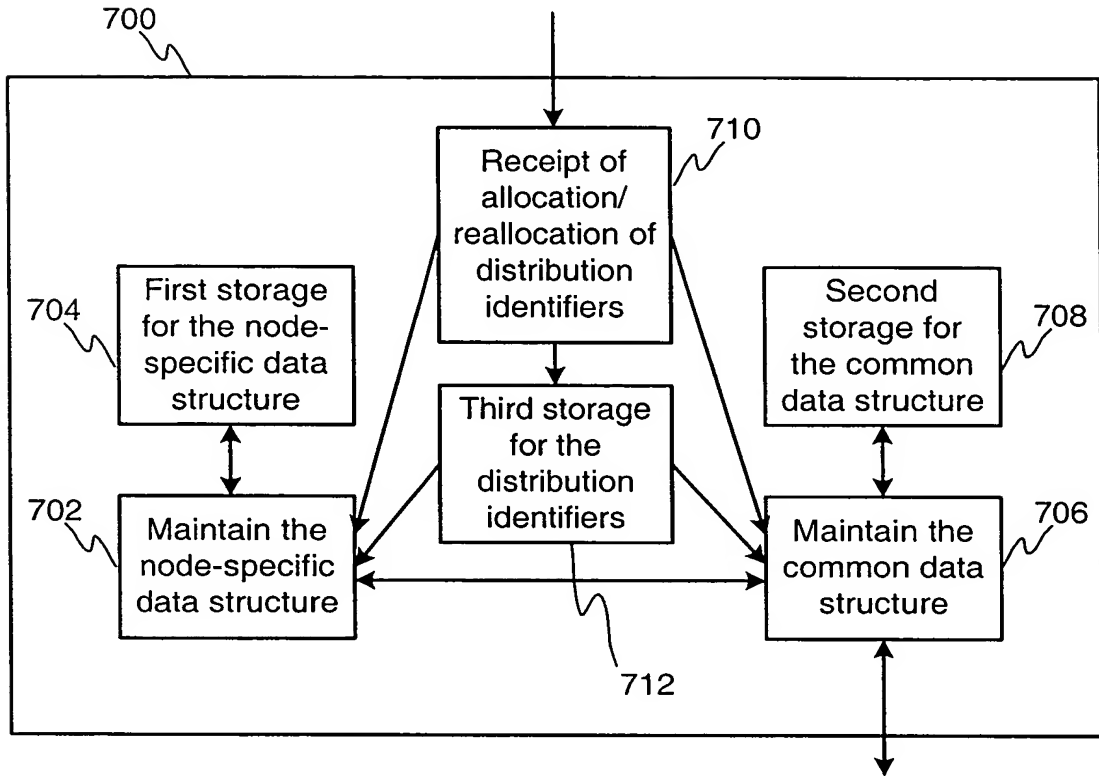 700
710
Receipt of
allocation/
reallocation of
distribution
identifiers
704
First storage
for the node-
specific data
structure
Second
storage for
the common
data structure
708
Third storage
for the
distribution
identifiers
702
Maintain the
node-specific
data structure
Maintain the
common data
structure
706
712